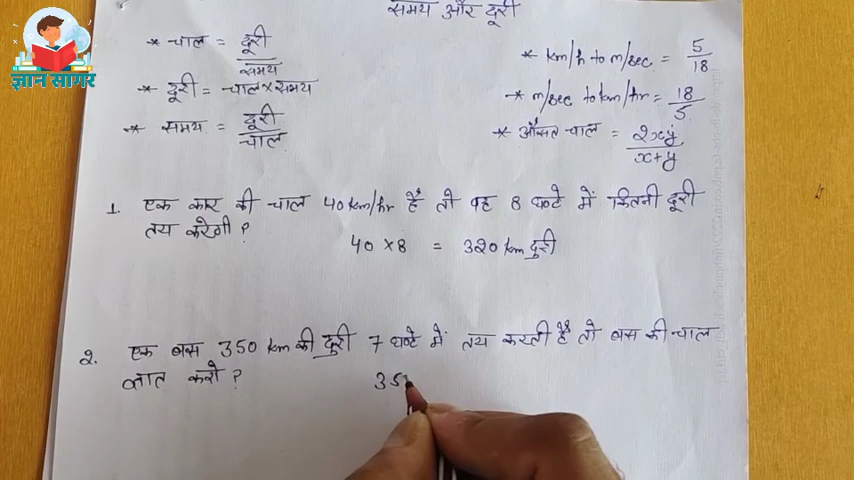 ज्ञान सागर
समय और दूरी
* चाल = दूरी / समय
* दूरी = चाल × समय
* समय = दूरी / चाल
* km/h to m/sec = 5/18
* m/sec to km/hr = 18/5
* औसत चाल = 2xy / x+y
1. एक कार की चाल 40 km/hr है तो वह 8 घण्टे में कितनी दूरी
तय करेगी ?
40 × 8 = 320 km दुरी
2. एक बस 350 km की दुरी 7 घण्टे में तय करती है तो बस की चाल
ज्ञात करो ?
35